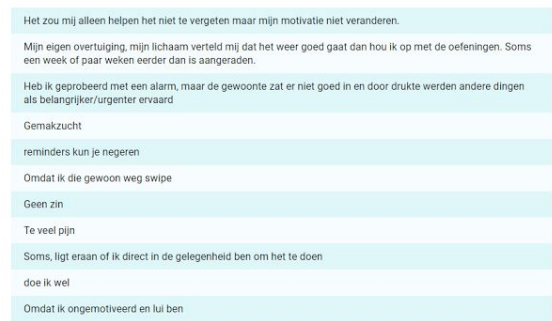 Het zou mij alleen helpen het niet te vergeten maar mijn motivatie niet veranderen.
Mijn eigen overtuiging, mijn lichaam verteld mij dat het weer goed gaat dan hou ik op met de oefeningen. Soms
een week of paar weken eerder dan is aangeraden.
Heb ik geprobeerd met een alarm, maar de gewoonte zat er niet goed in en door drukte werden andere dingen
als belangrijker/urgenter ervaard
Gemakzucht
reminders kun je negeren
Omdat ik die gewoon weg swipe
Geen zin
Te veel pijn
Soms, ligt eraan of ik direct in de gelegenheid ben om het te doen
doe ik wel
Omdat ik ongemotiveerd en lui ben